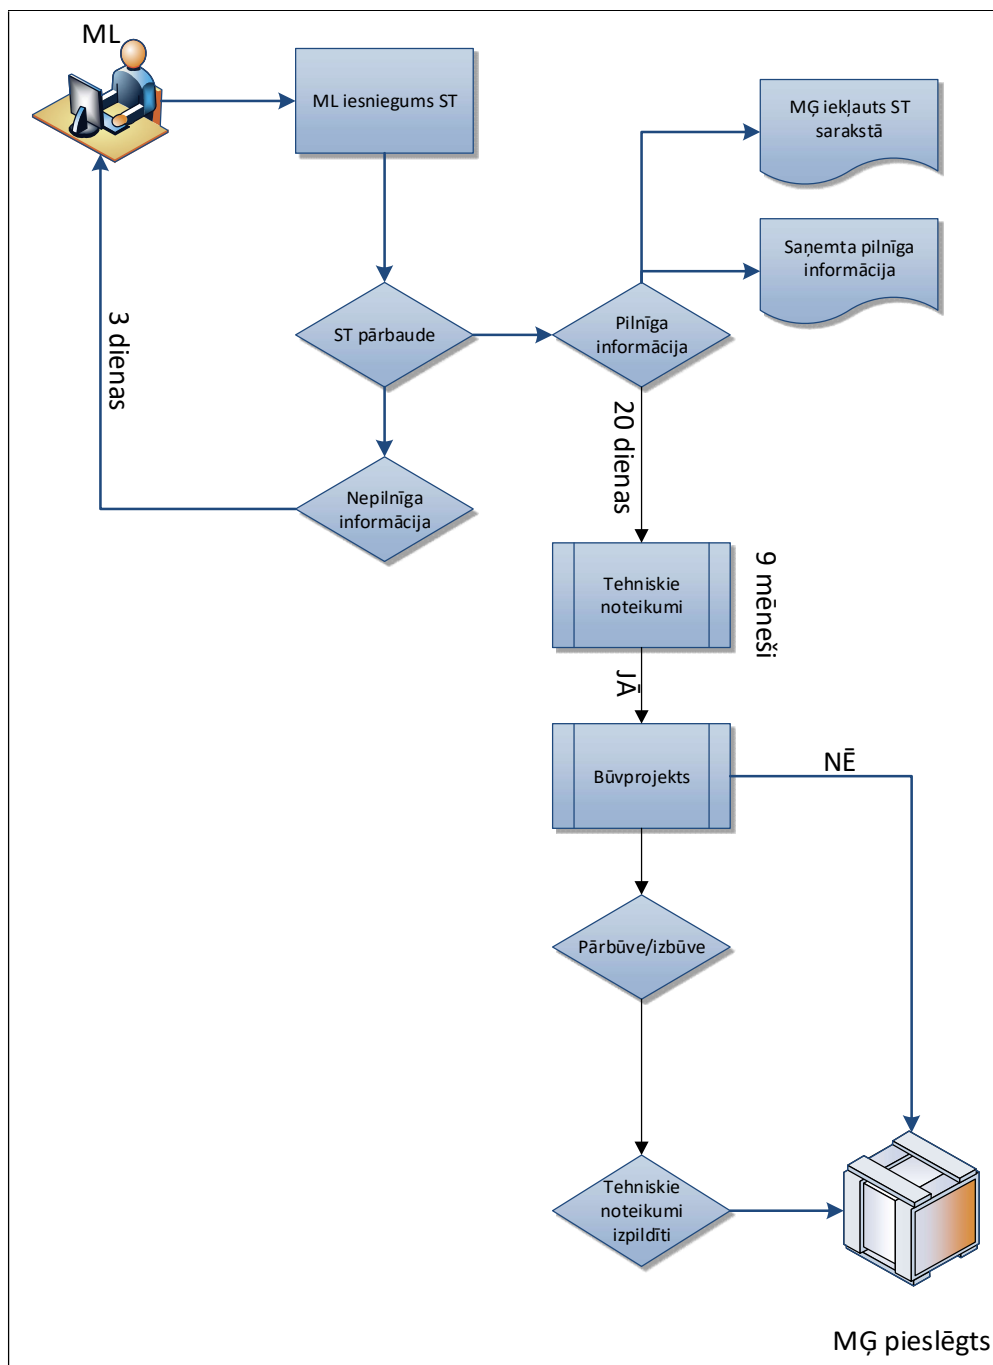 ML
ML iesniegums ST
MĢ iekļauts ST
sarakstā
Saņemta pilnīga
informācija
ST pārbaude
Pilnīga
informācija
3 dienas
20 dienas
Nepilnīga
informācija
Tehniskie
noteikumi
9 mēneši
JĀ
Būvprojekts
NĒ
Pārbūve/izbūve
Tehniskie
noteikumi
izpildīti
MĢ pieslēgts